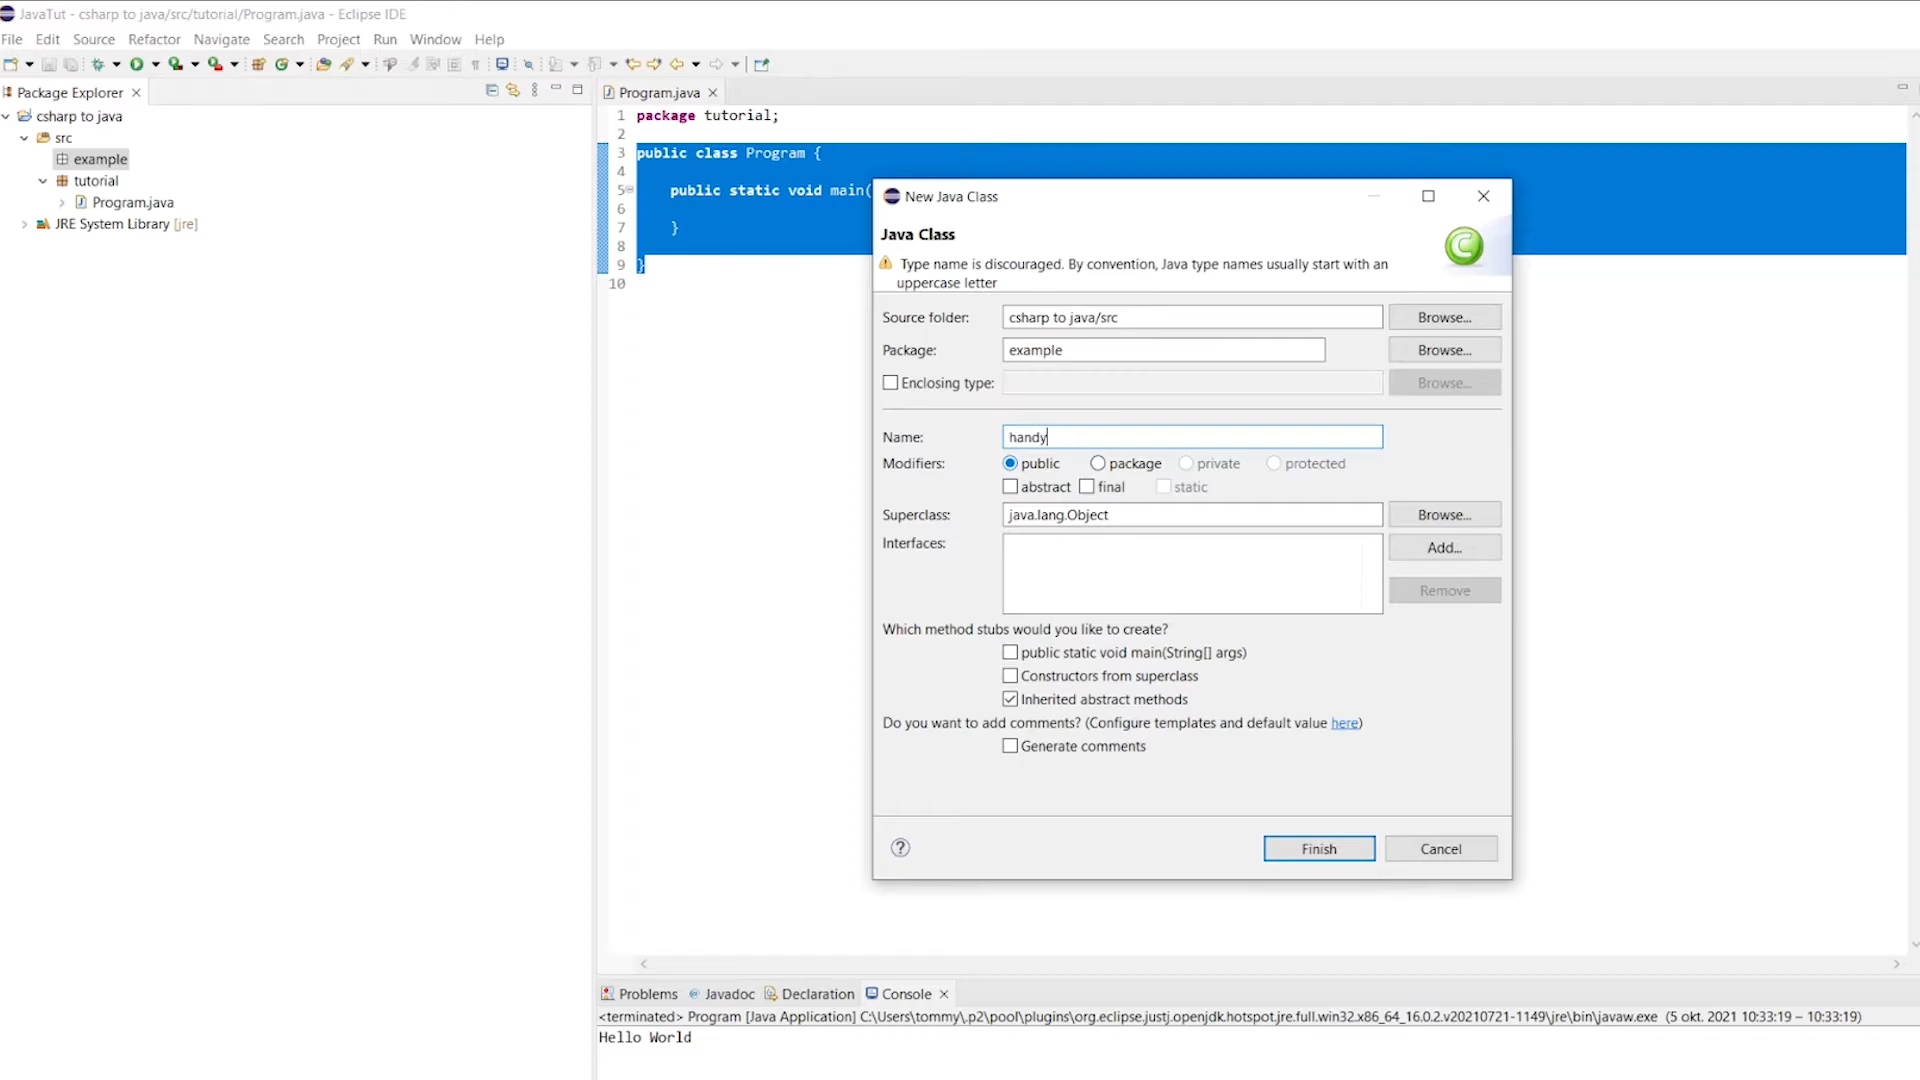 JavaTut - csharp to java/src/tutorial/Program.java - Eclipse IDE
File Edit Source Refactor Navigate Search Project Run Window Help
Package Explorer
csharp to java
src
example
tutorial
Program.java
JRE System Library [jre]
Program.java
1 package tutorial;
2
3 public class Program {
4
5 public static void main(
6
7 }
8
9 }
10
New Java Class
Java Class
Type name is discouraged. By convention, Java type names usually start with an
uppercase letter
Source folder: csharp to java/src Browse...
Package: example Browse...
Enclosing type: Browse...
Name: handy
Modifiers: public package private protected
abstract final static
Superclass: java.lang.Object Browse...
Interfaces: Add...
Remove
Which method stubs would you like to create?
public static void main(String[] args)
Constructors from superclass
Inherited abstract methods
Do you want to add comments? (Configure templates and default value here)
Generate comments
? Finish Cancel
Problems Javadoc Declaration Console
<terminated> Program [Java Application] C:\Users\tommy\.p2\pool\plugins\org.eclipse.justj.openjdk.hotspot.jre.full.win32.x86_64_16.0.2.v20210721-1149\jre\bin\javaw.exe (5 okt. 2021 10:33:19 – 10:33:19)
Hello World